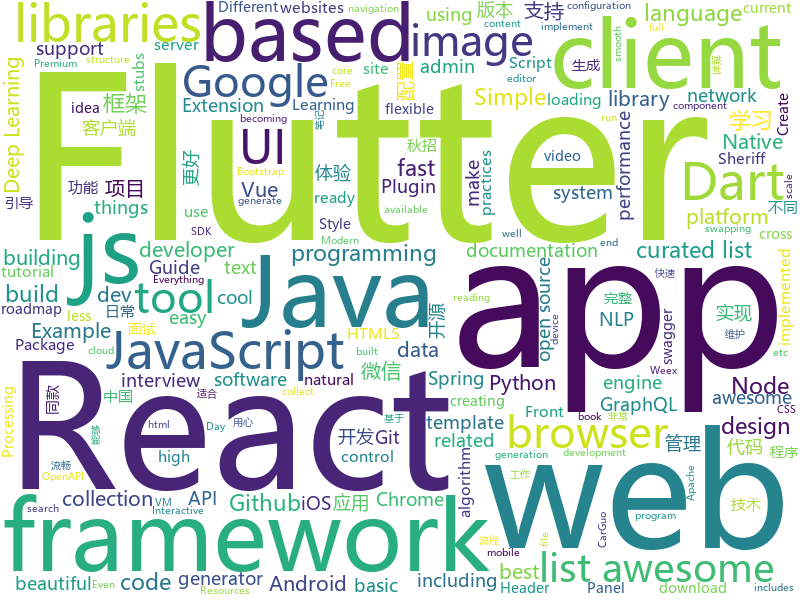 Different websites 版本 支持 language current
libraries based image client
using navigation configuration implement
Premium structure server Script 生成 smooth full
Google site admin editor core Free
support stubs Extension Learning library network
idea 框架 Simple loading component Create
Deep Learning 客户端 flexible 学习
Flutter UI Native
更好 秋招 performance Sheriff
功能 项目 体验 fast Plugin make video practices
引导 things Vue ready system Dart 不同 scale
js use Style platform cross
building developer Java programming documentation curated list swapping
tutorial Guide text SDK Modern available well end
roadmap dev Everything
build tool cool reading device 快速
less 日常 easy open source app 完整 实现 implemented
Example 面试 HTML5 NLP 维护
Package JavaScript data swagger
etc Weex
interview Spring Python engine Node
information software natural creating GraphQL awesome
同款 微信 template Front book 非常 css
React browser design
中国 适合 开发 Git related 管理 代码 程序
html Day 用心 collect 基于
Processing 流畅 control algorithm generation development
OpenAPI 能够 high collection API VM Github iOS 应用 Chrome web 工作 技术
cloud search Interactive program Apache
framework best list awesome
beautiful code generator Android basic including 流程 file CarGuo
Even Resources mobile Header Panel download includes